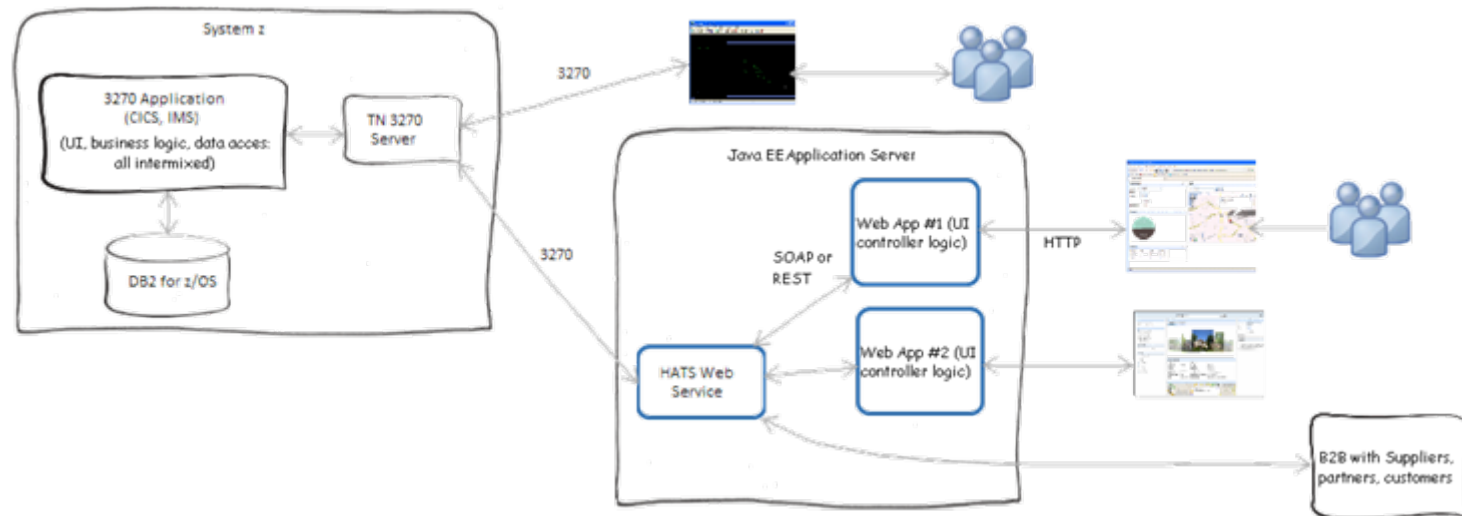 System z
3270 Application
(CICS, IMS)
(UI, business logic, data acces:
all intermixed)
TN 3270
Server
DB2 for z/OS
3270
3270
Java EE Application Server
Web App #1 (UI
controller logic)
SOAP or
REST
HTTP
Web App #2 (UI
controller logic)
HATS Web
Service
B2B with Suppliers,
partners, customers